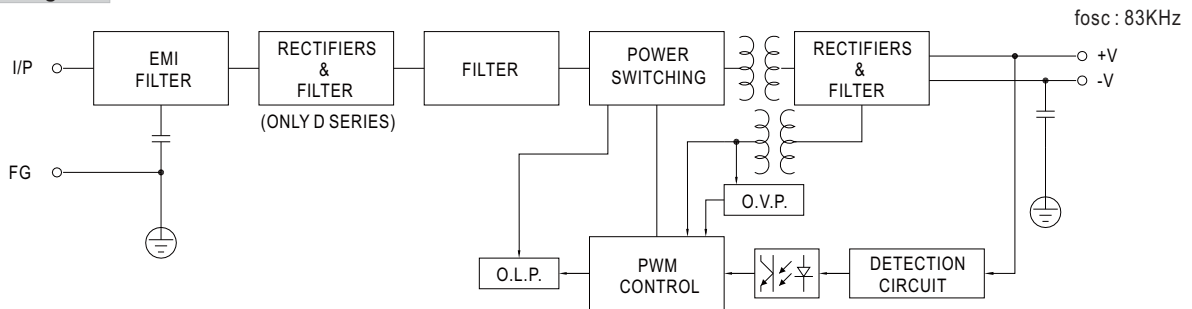 fosc : 83KHz
I/P
EMI
FILTER
RECTIFIERS
&
FILTER
(ONLY D SERIES)
FILTER
POWER
SWITCHING
RECTIFIERS
&
FILTER
+V
-V
FG
O.V.P.
O.L.P.
PWM
CONTROL
DETECTION
CIRCUIT